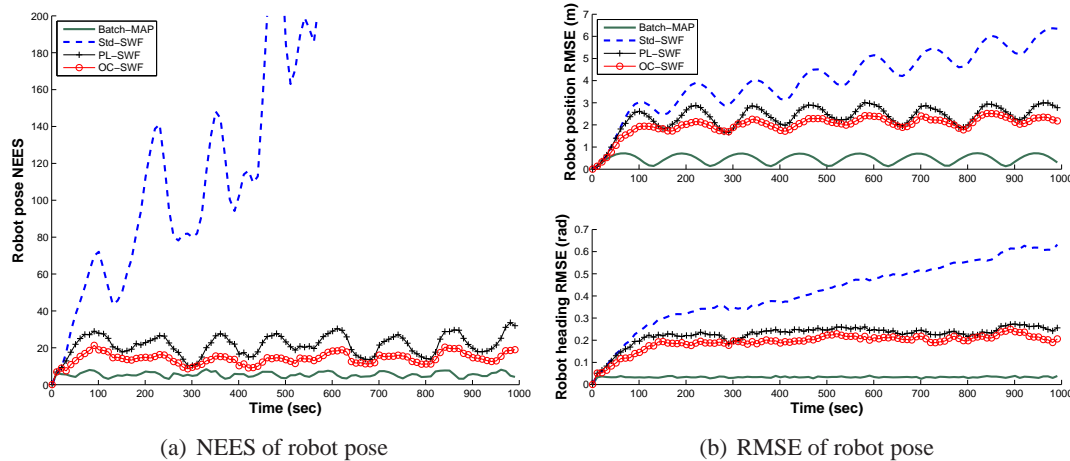 200
180
160
140
120
100
80
60
40
20
0
Robot pose NEES
Batch−MAP
Std−SWF
PL−SWF
OC−SWF
0 100 200 300 400 500 600 700 800 900 1000
Time (sec)
(a) NEES of robot pose
7
6
5
4
3
2
1
0
Robot position RMSE (m)
Batch−MAP
Std−SWF
PL−SWF
OC−SWF
0 100 200 300 400 500 600 700 800 900 1000
0.7
0.6
0.5
0.4
0.3
0.2
0.1
0
Robot heading RMSE (rad)
0 100 200 300 400 500 600 700 800 900 1000
Time (sec)
(b) RMSE of robot pose